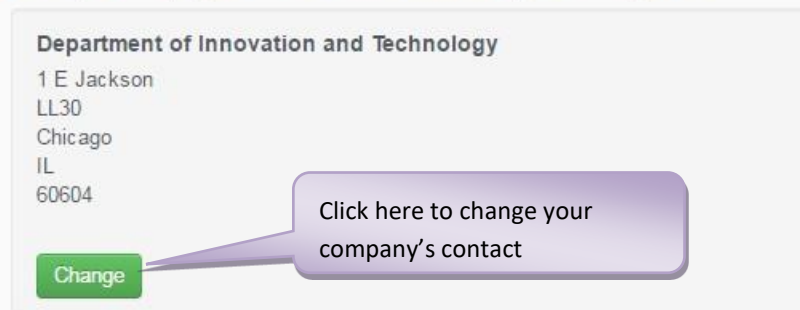 Department of Innovation and Technology
1 E Jackson
LL30
Chicago
IL
60604
Click here to change your
company’s contact
Change